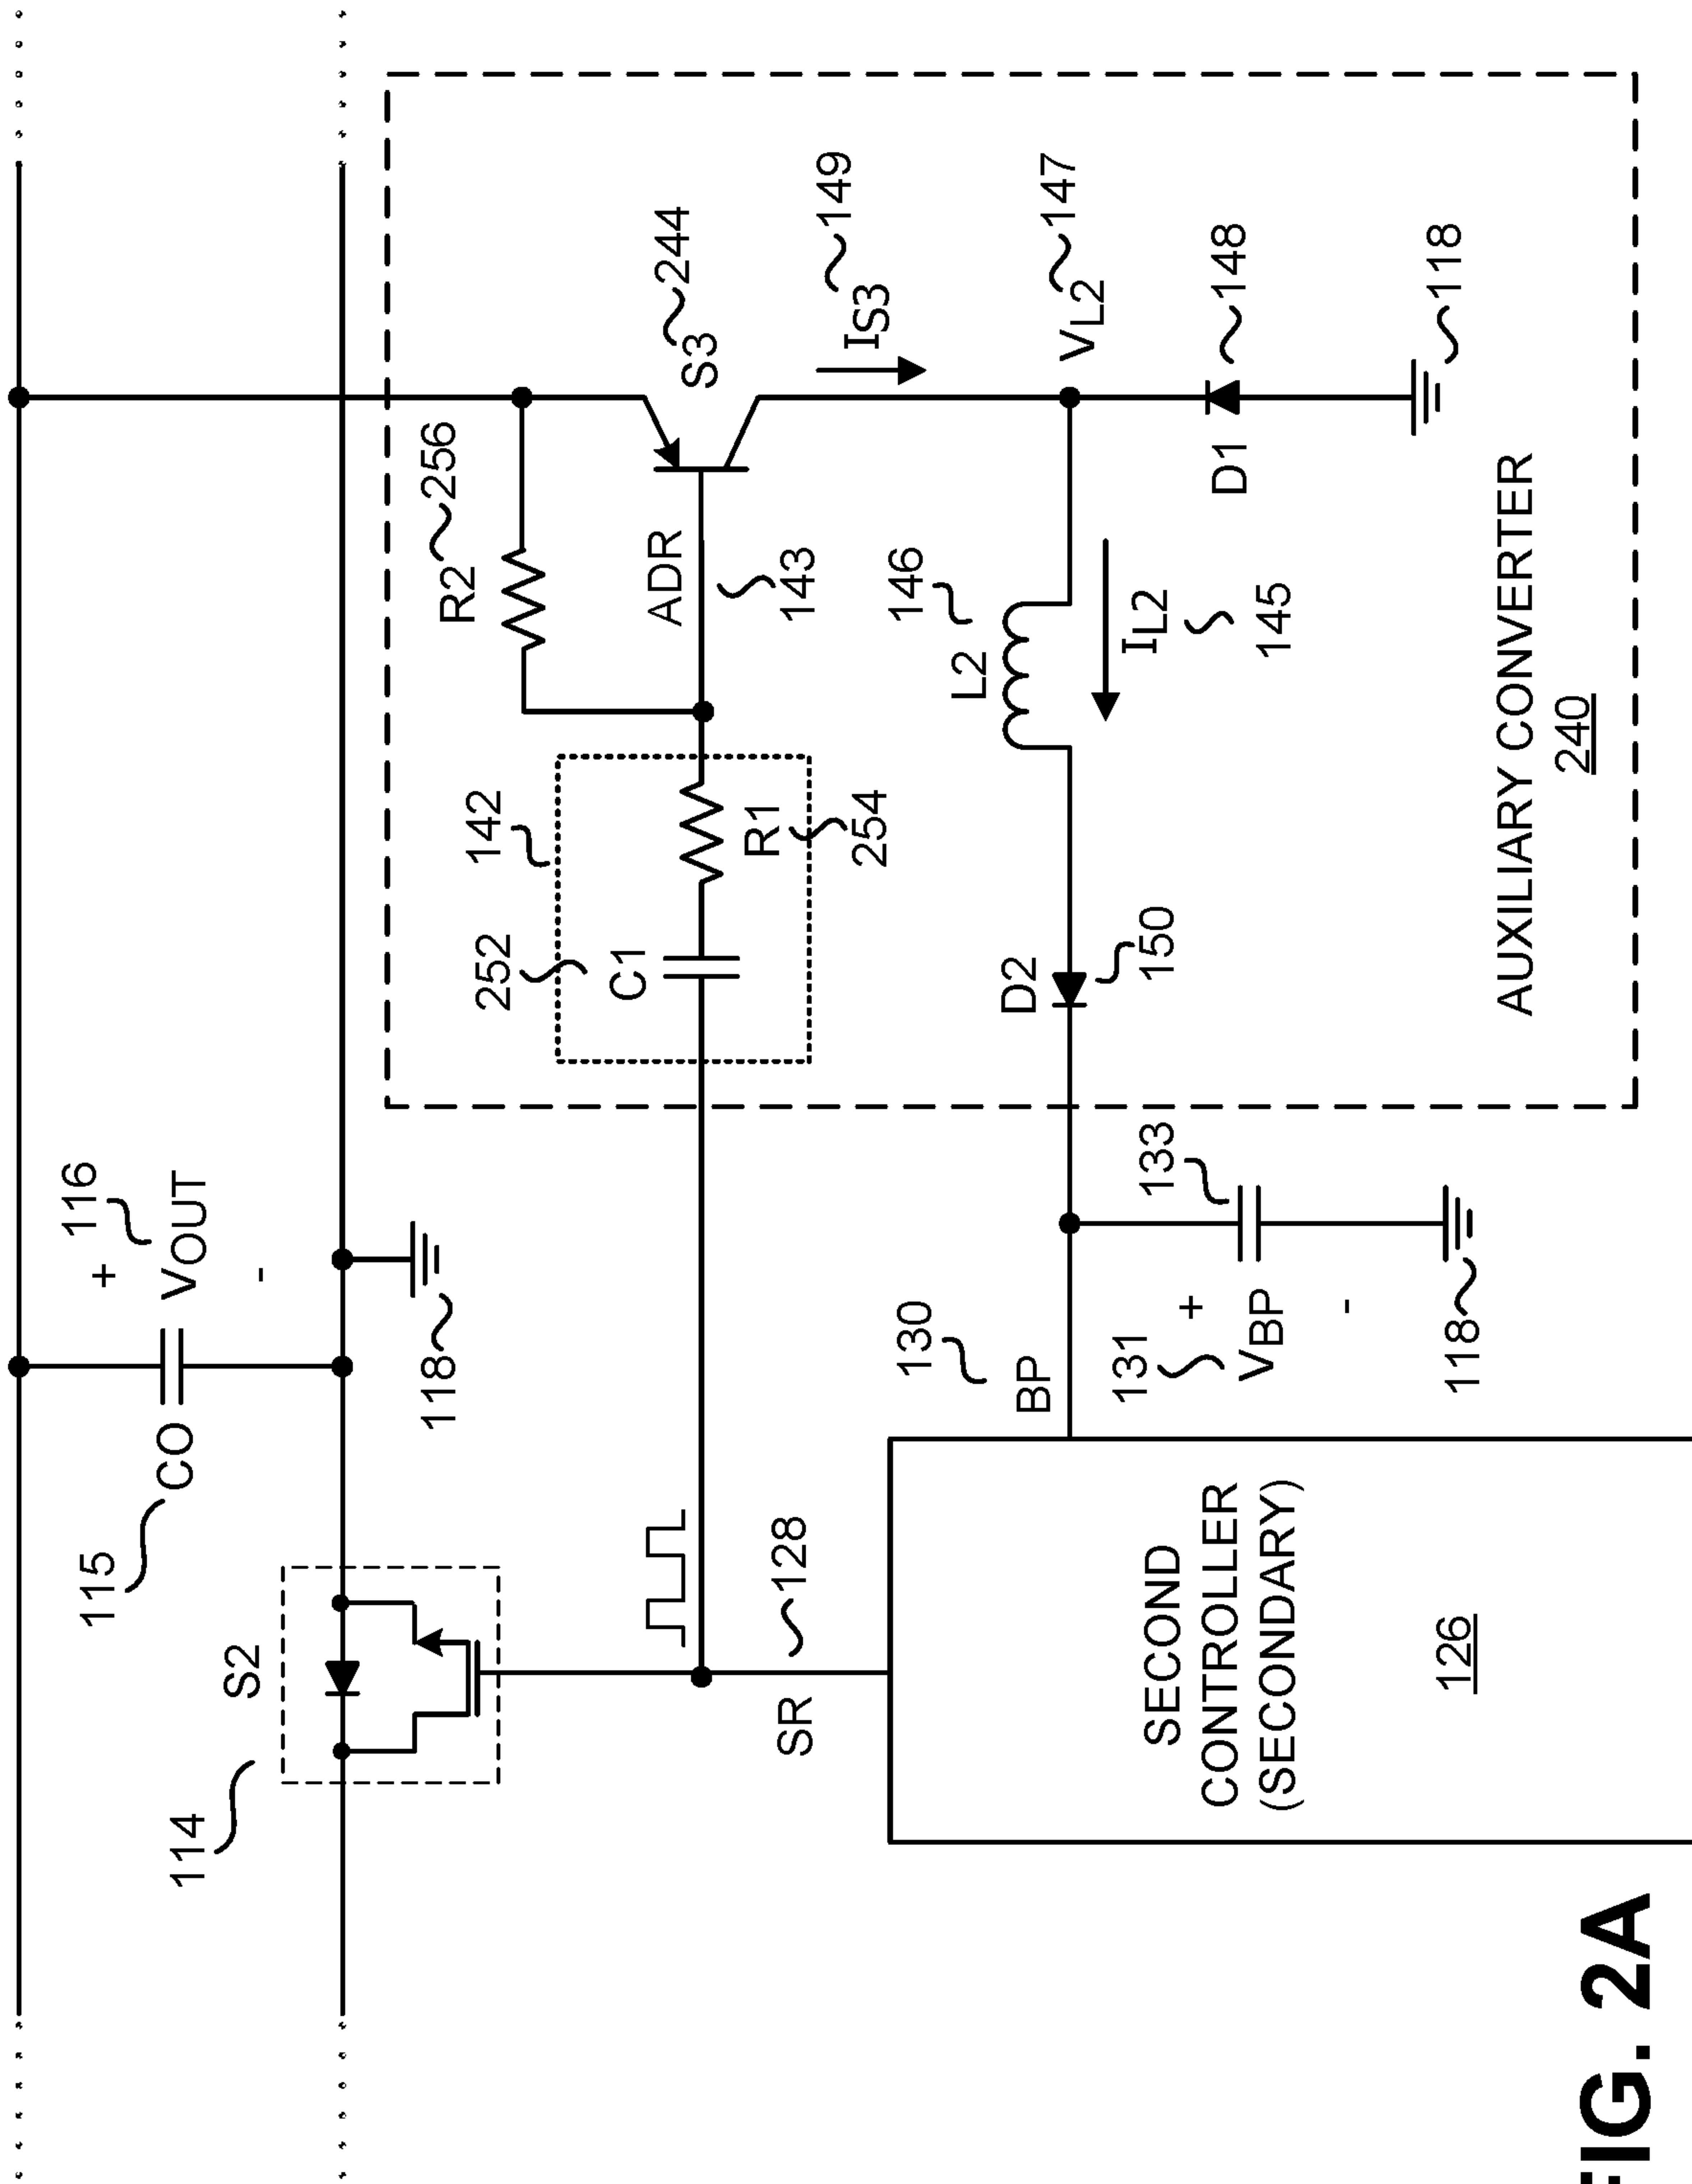 115
CO
+
VOUT
-
116
118
114
S2
SR
128
SECOND
CONTROLLER
(SECONDARY)
126
130
BP
131
+
VBP
-
133
118
142
252
C1
R1
254
R2
256
ADR
143
S3
244
IS3
149
VL2
147
L2
146
IL2
145
D2
150
D1
148
118
AUXILIARY CONVERTER
240
FIG. 2A